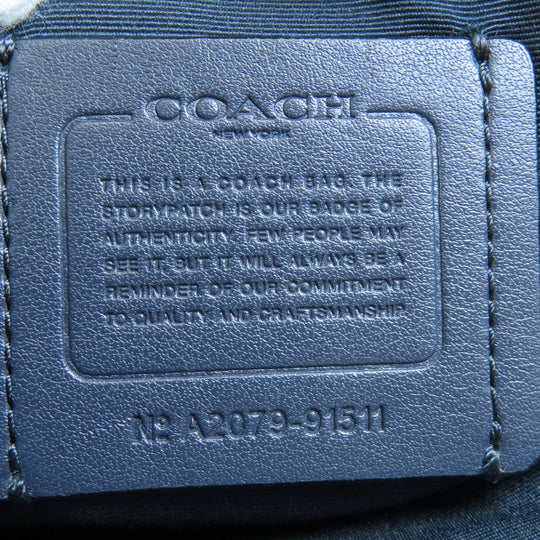 COACH
NEW YORK
THIS IS A COACH BAG. THE
STORYPATCH IS OUR BADGE OF
AUTHENTICITY. FEW PEOPLE MAY
SEE IT, BUT IT WILL ALWAYS BE A
REMINDER OF OUR COMMITMENT
TO QUALITY AND CRAFTSMANSHIP.
Nº A2079-91511